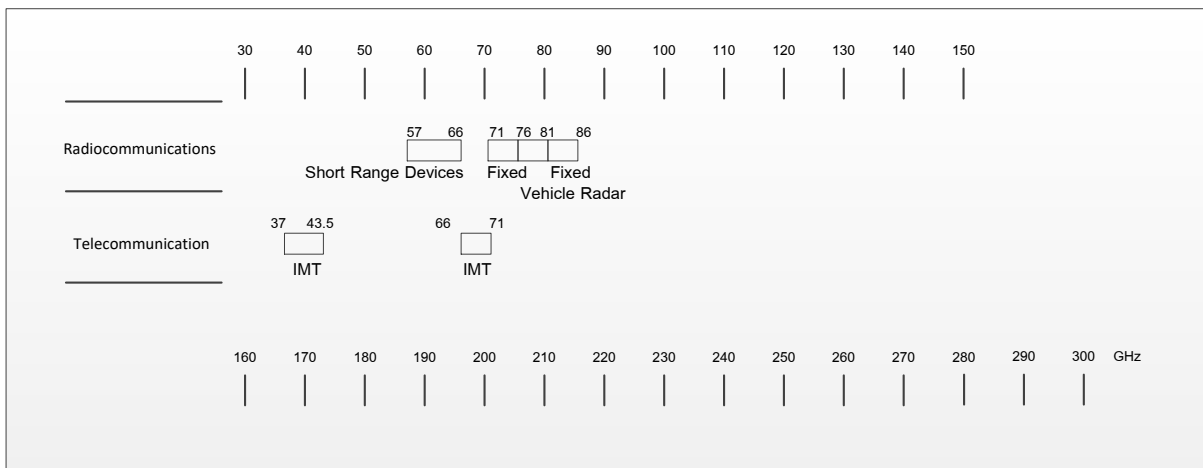 30 40 50 60 70 80 90 100 110 120 130 140 150
57 66 71 76 81 86
Radiocommunications
Short Range Devices Fixed Fixed
Vehicle Radar
37 43.5 66 71
Telecommunication
IMT IMT
160 170 180 190 200 210 220 230 240 250 260 270 280 290 300 GHz